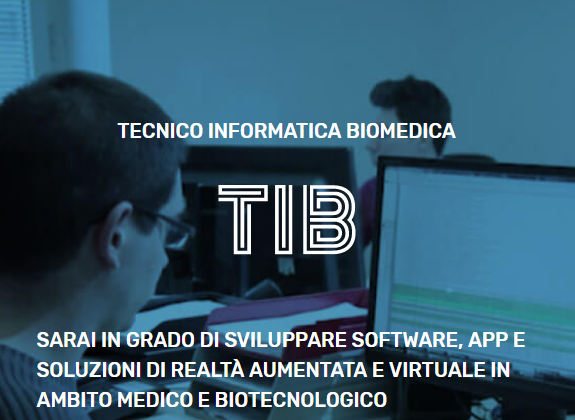 TECNICO INFORMATICA BIOMEDICA
TIB
SARAI IN GRADO DI SVILUPPARE SOFTWARE, APP E
SOLUZIONI DI REALTÀ AUMENTATA E VIRTUALE IN
AMBITO MEDICO E BIOTECNOLOGICO